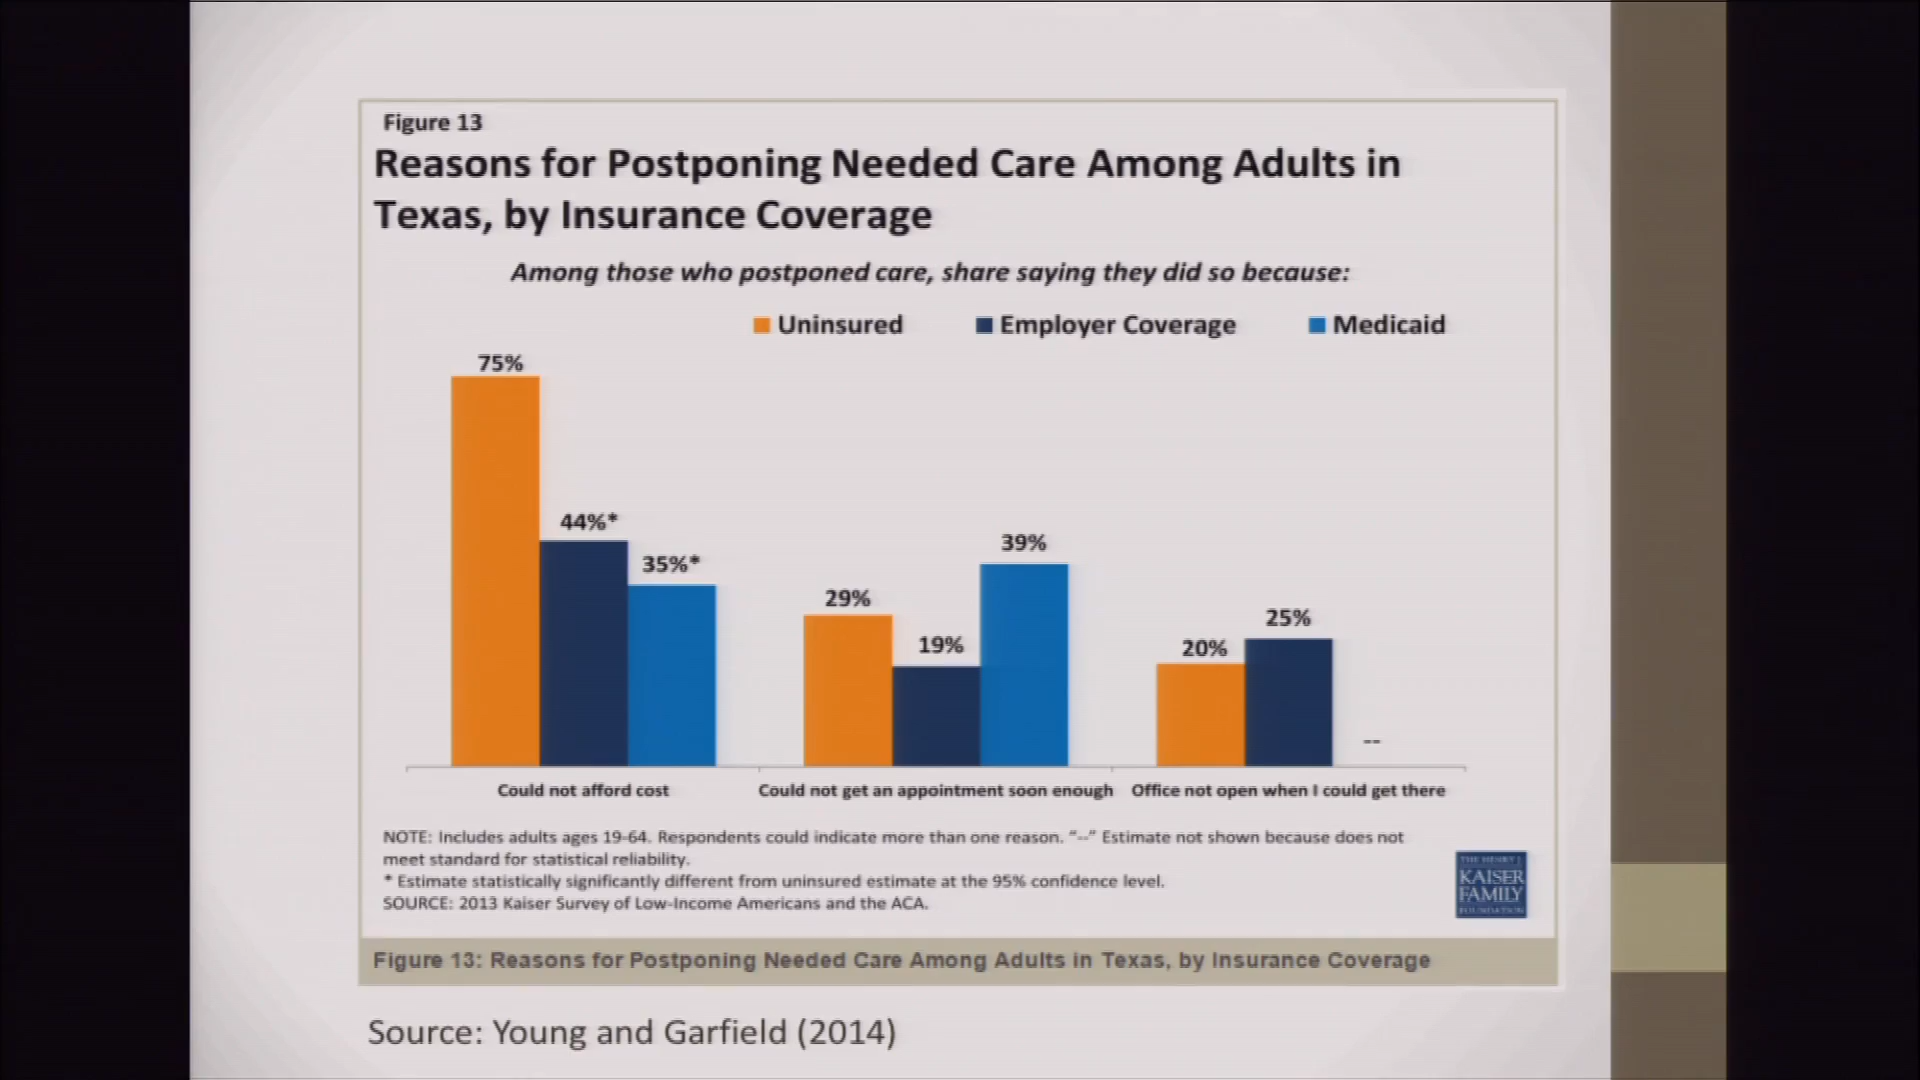 Figure 13
Reasons for Postponing Needed Care Among Adults in
Texas, by Insurance Coverage
Among those who postponed care, share saying they did so because:
Uninsured Employer Coverage Medicaid
75%
44%*
35%*
29%
19%
39%
20%
25%
--
Could not afford cost Could not get an appointment soon enough Office not open when I could get there
NOTE: Includes adults ages 19-64. Respondents could indicate more than one reason. "--" Estimate not shown because does not
meet standard for statistical reliability.
* Estimate statistically significantly different from uninsured estimate at the 95% confidence level.
SOURCE: 2013 Kaiser Survey of Low-Income Americans and the ACA.
THE HENRY J.
KAISER
FAMILY
FOUNDATION
Figure 13: Reasons for Postponing Needed Care Among Adults in Texas, by Insurance Coverage
Source: Young and Garfield (2014)